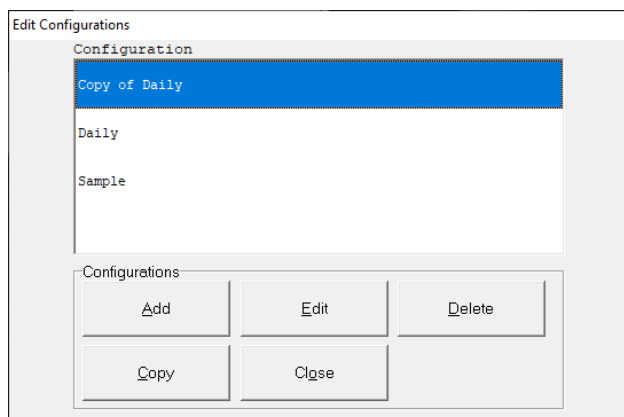 Edit Configurations
Configuration
Copy of Daily
Daily
Sample
Configurations
Add Edit Delete
Copy Close